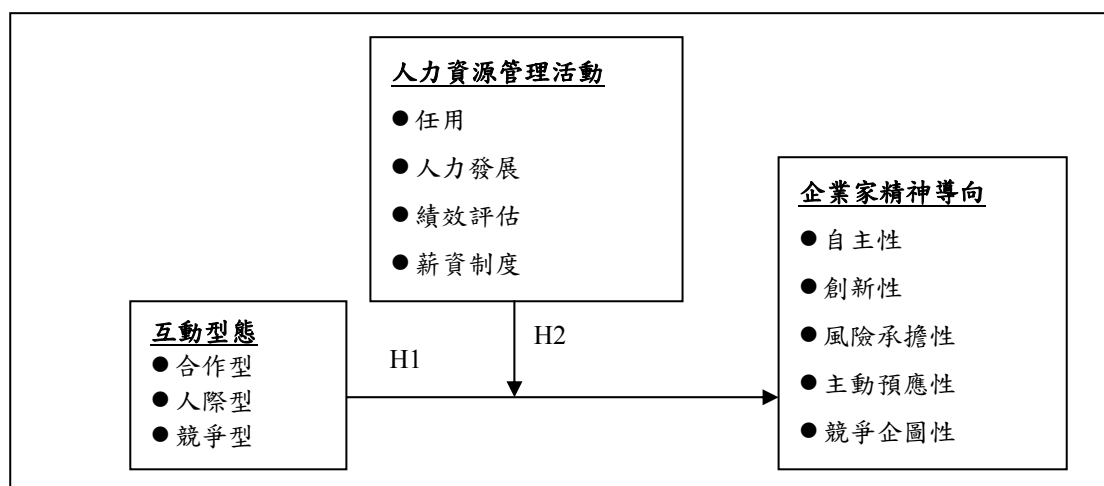 人力資源管理活動
●任用
●人力發展
●績效評估
●薪資制度
互動型態
●合作型
●人際型
●競爭型
H1
H2
企業家精神導向
●自主性
●創新性
●風險承擔性
●主動預應性
●競爭企圖性